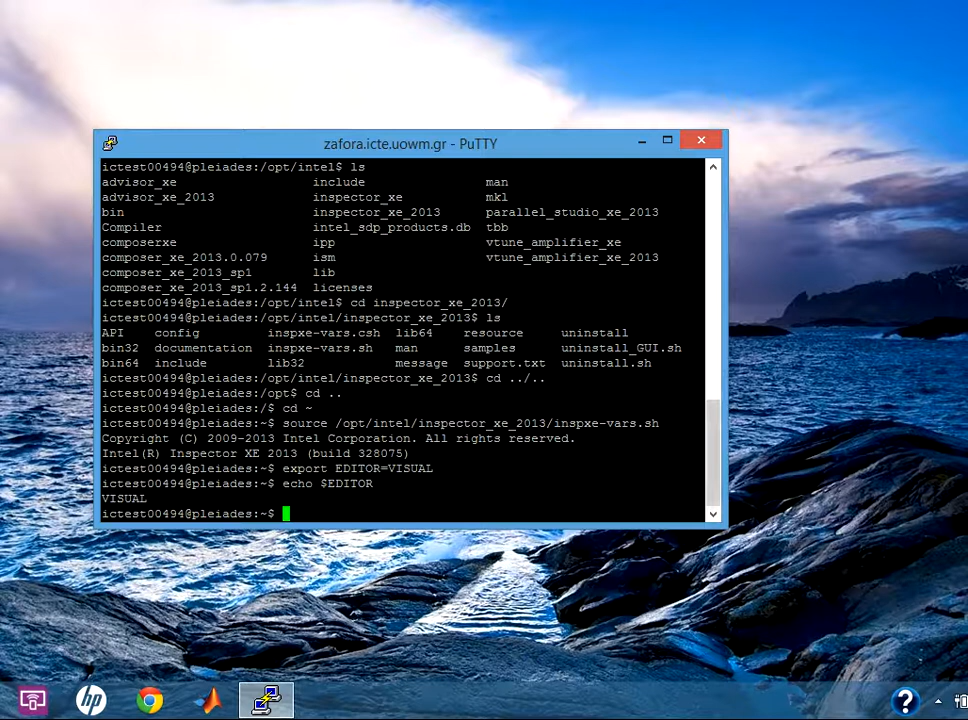 zafora.icte.uowm.gr - PuTTY
ictest00494@pleiades:/opt/intel$ ls
advisor_xe include man
advisor_xe_2013 inspector_xe mkl
bin inspector_xe_2013 parallel_studio_xe_2013
Compiler intel_sdp_products.db tbb
composerxe ipp vtune_amplifier_xe
composer_xe_2013.0.079 ism vtune_amplifier_xe_2013
composer_xe_2013_sp1 lib
composer_xe_2013_sp1.2.144 licenses
ictest00494@pleiades:/opt/intel$ cd inspector_xe_2013/
ictest00494@pleiades:/opt/intel/inspector_xe_2013$ ls
API config inspxe-vars.csh lib64 resource uninstall
bin32 documentation inspxe-vars.sh man samples uninstall_GUI.sh
bin64 include lib32 message support.txt uninstall.sh
ictest00494@pleiades:/opt/intel/inspector_xe_2013$ cd ../..
ictest00494@pleiades:/opt$ cd ..
ictest00494@pleiades:/$ cd ~
ictest00494@pleiades:~$ source /opt/intel/inspector_xe_2013/inspxe-vars.sh
Copyright (C) 2009-2013 Intel Corporation. All rights reserved.
Intel(R) Inspector XE 2013 (build 328075)
ictest00494@pleiades:~$ export EDITOR=VISUAL
ictest00494@pleiades:~$ echo $EDITOR
VISUAL
ictest00494@pleiades:~$
hp
?